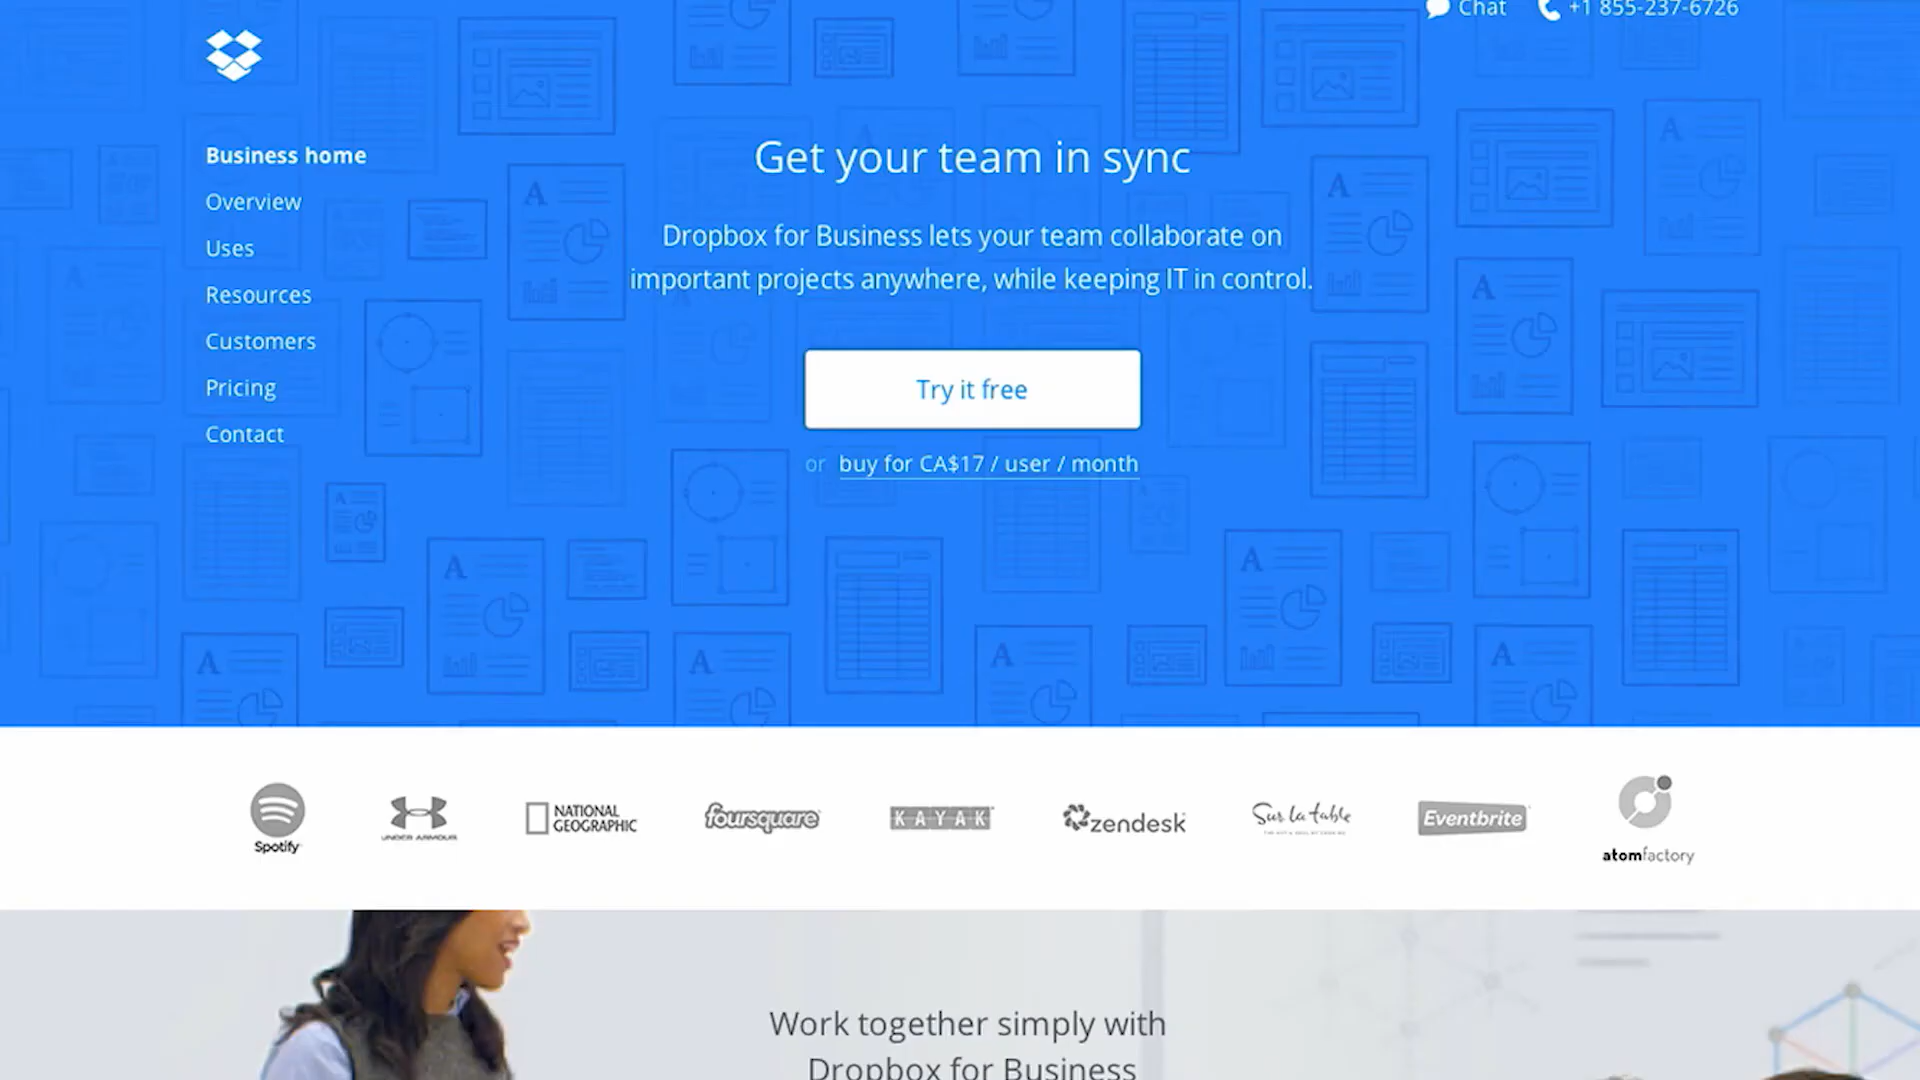 Chat +1 855-237-6726
Business home
Overview
Uses
Resources
Customers
Pricing
Contact
Get your team in sync
Dropbox for Business lets your team collaborate on
important projects anywhere, while keeping IT in control.
Try it free
or buy for CA$17 / user / month
Spotify
UNDER ARMOUR
NATIONAL
GEOGRAPHIC
foursquare
KAYAK
zendesk
Sur la table
Eventbrite
atomfactory
Work together simply with
Dropbox for Business